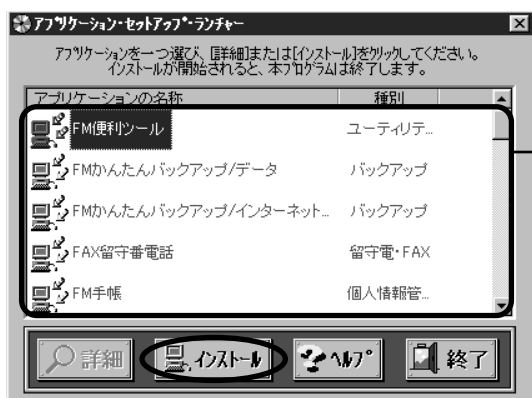 ｱﾌﾟﾘｹｰｼｮﾝ･ｾｯﾄｱｯﾌﾟ･ﾗﾝﾁｬｰ
ｱﾌﾟﾘｹｰｼｮﾝを一つ選び、[詳細]または[ｲﾝｽﾄｰﾙ]をｸﾘｯｸしてください。
ｲﾝｽﾄｰﾙが開始されると、本ﾌﾟﾛｸﾞﾗﾑは終了します。
アプリケーションの名称 種別
FM便利ツール ユーティリテ...
FMかんたんバックアップ/データ バックアップ
FMかんたんバックアップ/インターネット... バックアップ
FAX留守番電話 留守電･FAX
FM手帳 個人情報管...
詳細 ｲﾝｽﾄｰﾙ ﾍﾙﾌﾟ 終了